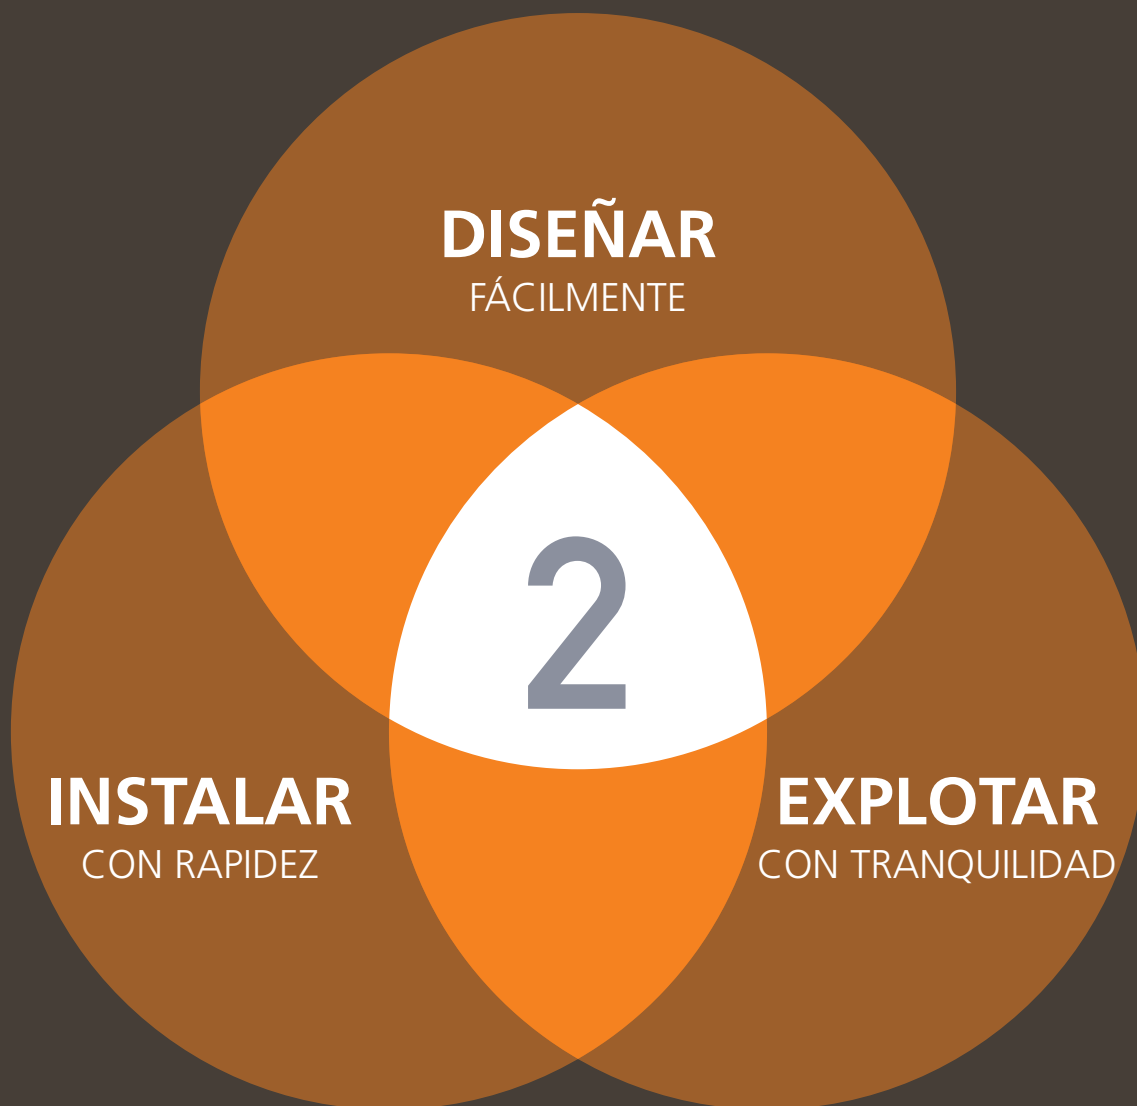 DISEÑAR
FÁCILMENTE
2
INSTALAR
CON RAPIDEZ
EXPLOTAR
CON TRANQUILIDAD